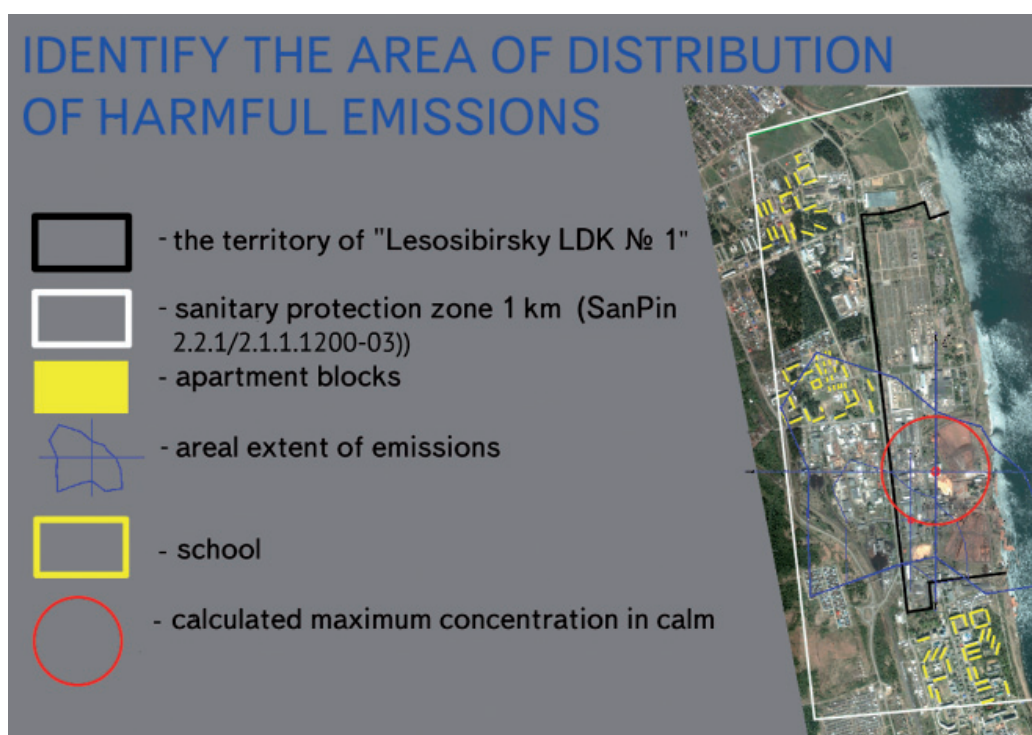 IDENTIFY THE AREA OF DISTRIBUTION
OF HARMFUL EMISSIONS
- the territory of "Lesosibirsky LDK № 1"
- sanitary protection zone 1 km (SanPin
2.2.1/2.1.1.1200-03))
- apartment blocks
- areal extent of emissions
- school
- calculated maximum concentration in calm